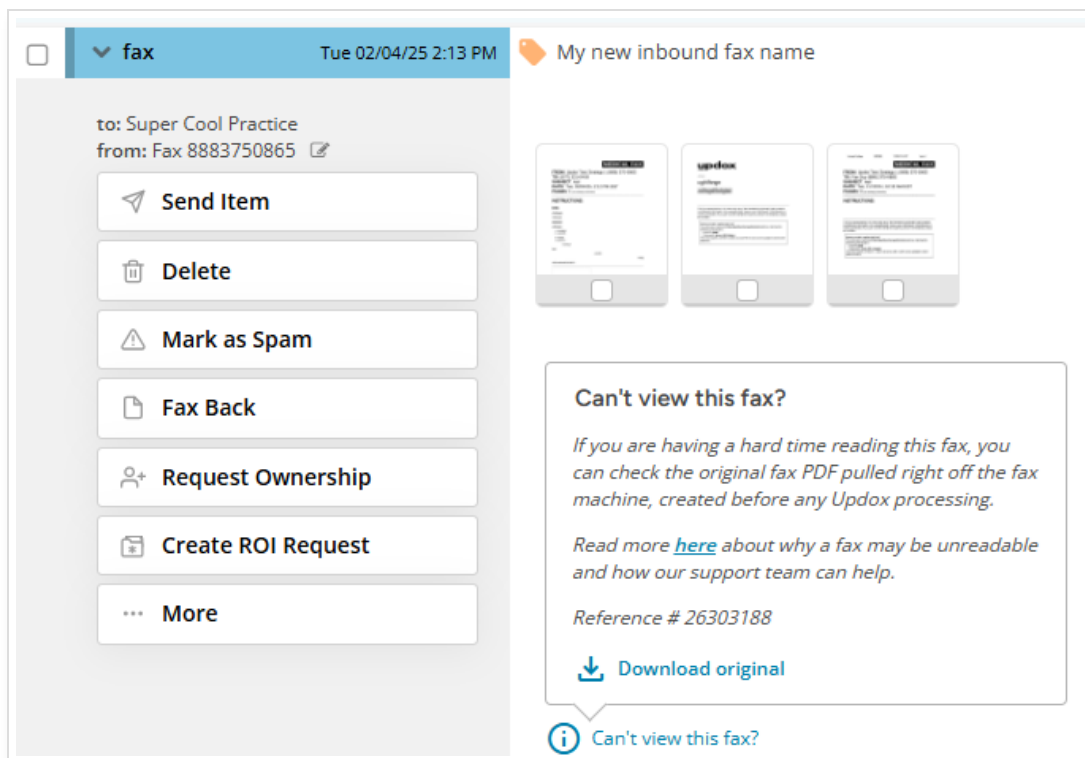 fax
Tue 02/04/25 2:13 PM
My new inbound fax name
to: Super Cool Practice
from: Fax 8883750865
Send Item
Delete
Mark as Spam
Fax Back
Request Ownership
Create ROI Request
More
updox
INSTRUCTIONS:
Can't view this fax?
If you are having a hard time reading this fax, you
can check the original fax PDF pulled right off the fax
machine, created before any Updox processing.
Read more here about why a fax may be unreadable
and how our support team can help.
Reference # 26303188
Download original
Can't view this fax?